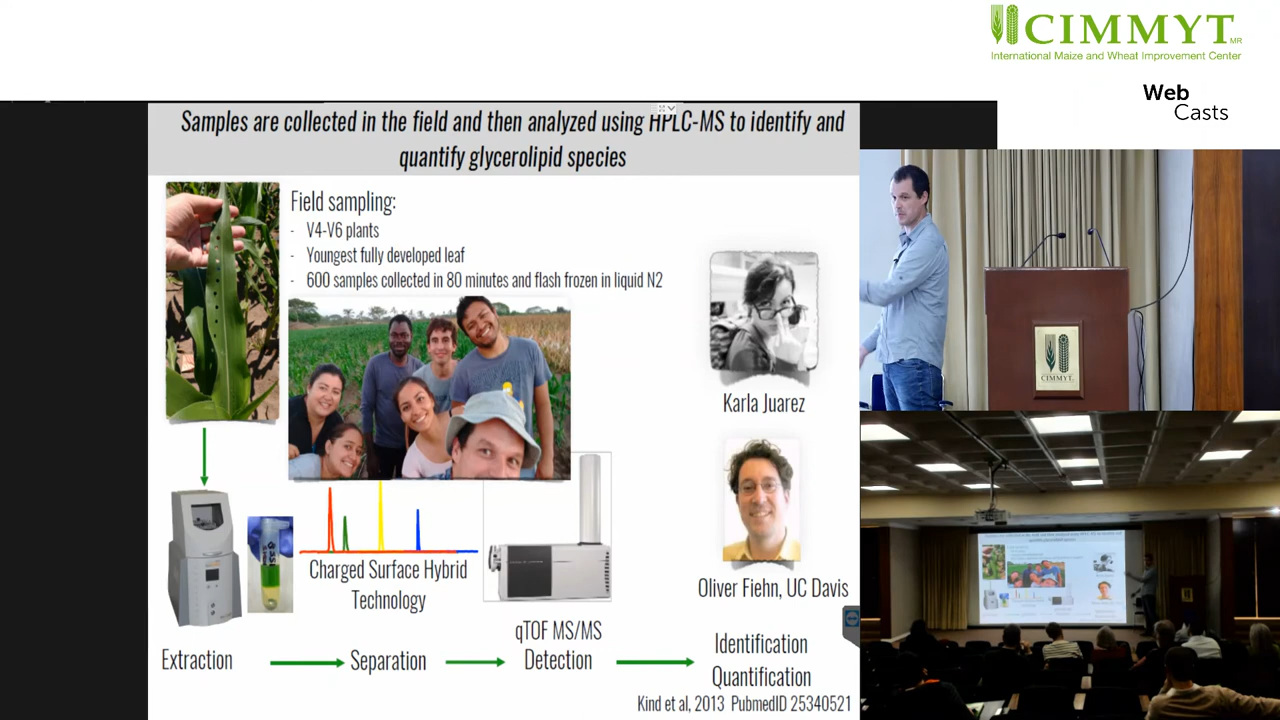 CIMMYT MR
International Maize and Wheat Improvement Center
Web
Casts
Samples are collected in the field and then analyzed using HPLC-MS to identify and
quantify glycerolipid species
Field sampling:
- V4-V6 plants
- Youngest fully developed leaf
- 600 samples collected in 80 minutes and flash frozen in liquid N2
Karla Juarez
Oliver Fiehn, UC Davis
Charged Surface Hybrid
Technology
qTOF MS/MS
Detection
Extraction
Separation
Identification
Quantification
Kind et al, 2013 PubmedID 25340521
CIMMYT